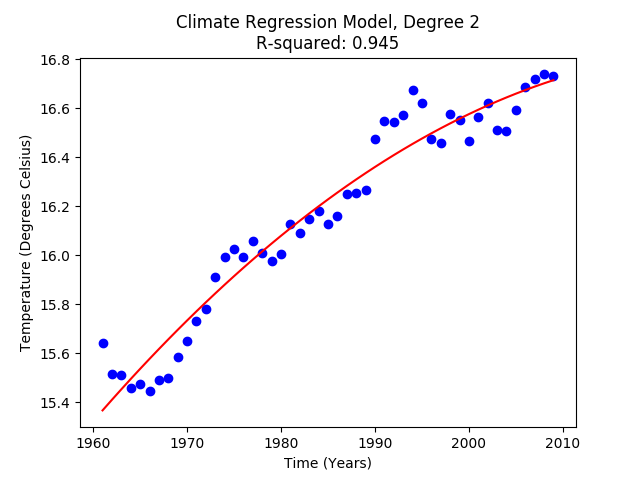 Climate Regression Model, Degree 2
R-squared: 0.945
16.8
16.6
16.4
16.2
16.0
15.8
15.6
15.4
Temperature (Degrees Celsius)
1960 1970 1980 1990 2000 2010
Time (Years)